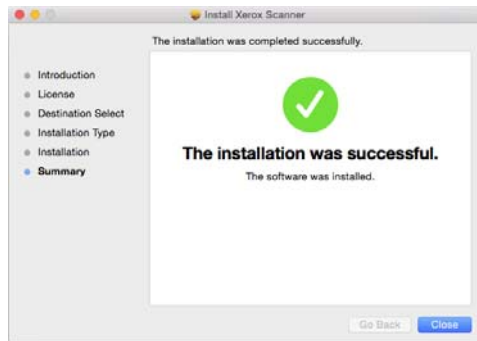 Install Xerox Scanner
The installation was completed successfully.
Introduction
License
Destination Select
Installation Type
Installation
Summary
The installation was successful.
The software was installed.
Go Back
Close